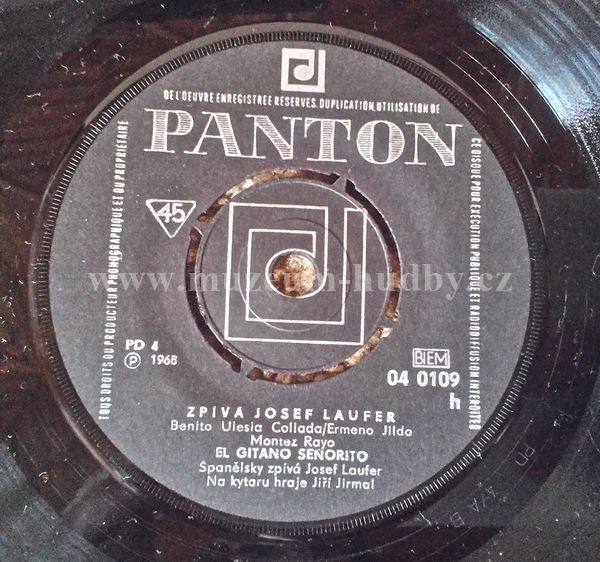 DE L'OEUVRE ENREGISTREE RÉSERVES. DUPLICATION, UTILISATION DE
PANTON
TOUS DROITS DU PRODUCTEUR PHONOGRAPHIQUE ET DU PROPRIETAIRE
CE DISQUE POUR EXECUTION PUBLIQUE ET RADIODIFFUSION INTERDITES
45
www.muzeum-hudby.cz
PD 4
Ⓟ 1968
BIEM
04 0109
h
ZPÍVÁ JOSEF LAUFER
Benito Ulesia Collada/Ermeno Jildo
Montez Rayo
EL GITANO SEÑORITO
Španělsky zpívá Josef Laufer
Na kytaru hraje Jiří Jirmal